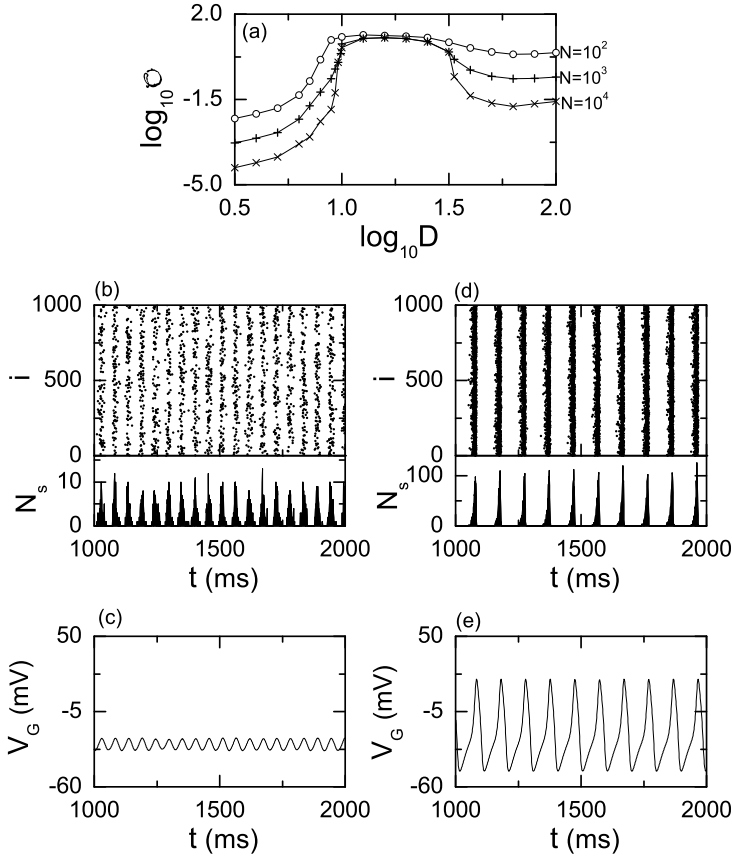 (a)
2.0
-1.5
-5.0
log₁₀ 𝒪
N=10²
N=10³
N=10⁴
0.5 1.0 1.5 2.0
log₁₀D
(b)
1000
500
0
i
10
0
Nₛ
1000 1500 2000
t (ms)
(d)
1000
500
0
i
100
0
Nₛ
1000 1500 2000
t (ms)
(c)
50
-5
-60
V_G (mV)
1000 1500 2000
t (ms)
(e)
50
-5
-60
V_G (mV)
1000 1500 2000
t (ms)